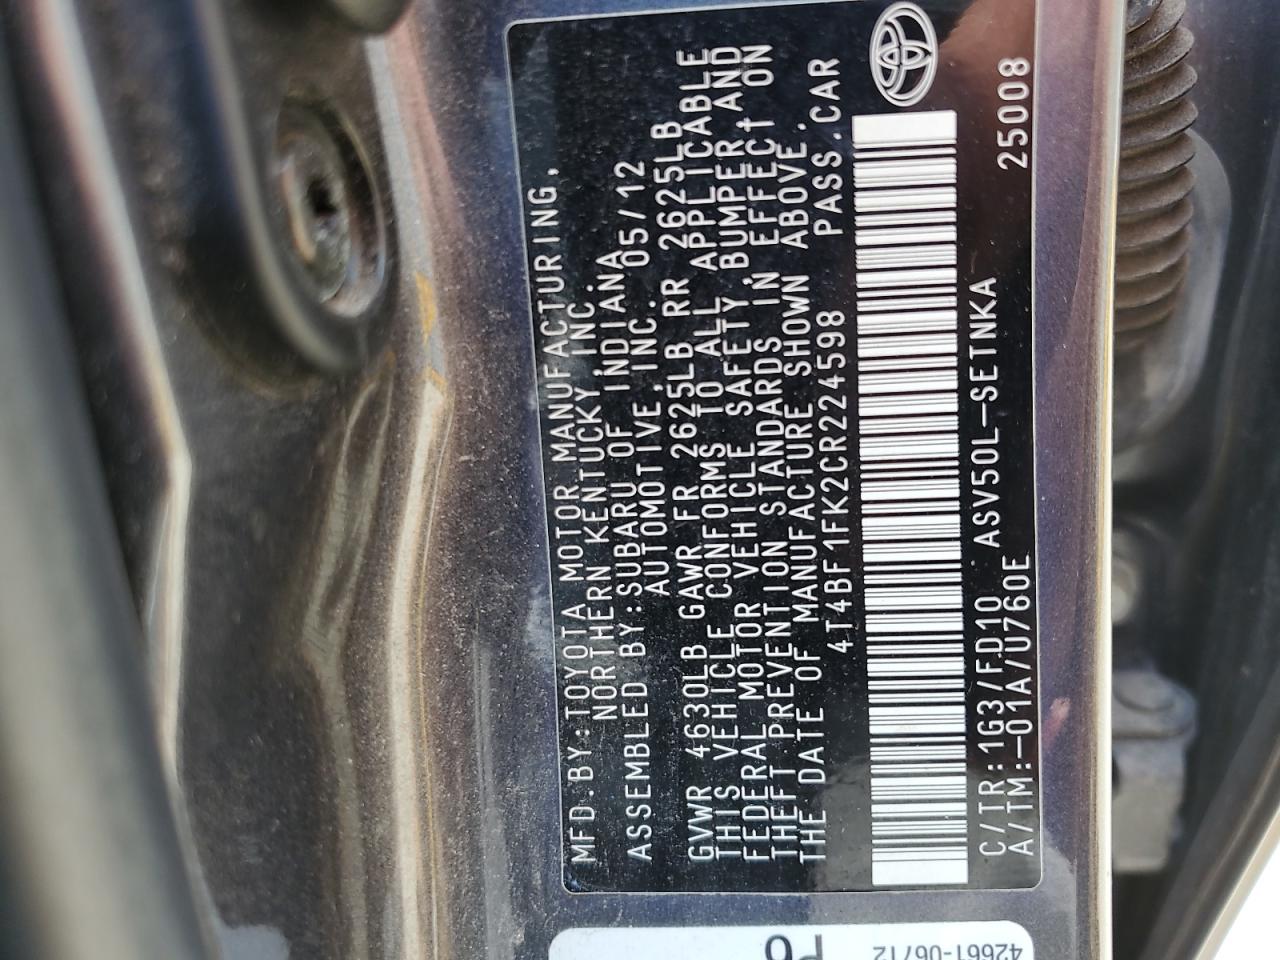 MFD.BY:TOYOTA MOTOR MANUFACTURING,
NORTHERN KENTUCKY INC.
ASSEMBLED BY:SUBARU OF INDIANA
AUTOMOTIVE,INC. 05/12
GVWR 4630LB GAWR FR 2625LB RR 2625LB
THIS VEHICLE CONFORMS TO ALL APPLICABLE
FEDERAL MOTOR VEHICLE SAFETY,BUMPER AND
THEFT PREVENTION STANDARDS IN EFFECT ON
THE DATE OF MANUFACTURE SHOWN ABOVE.
4T4BF1FK2CR224598 PASS.CAR
C/TR:1G3/FD10 ASV50L-SETNKA
A/TM:-01A/U760E 25008
42661-06712